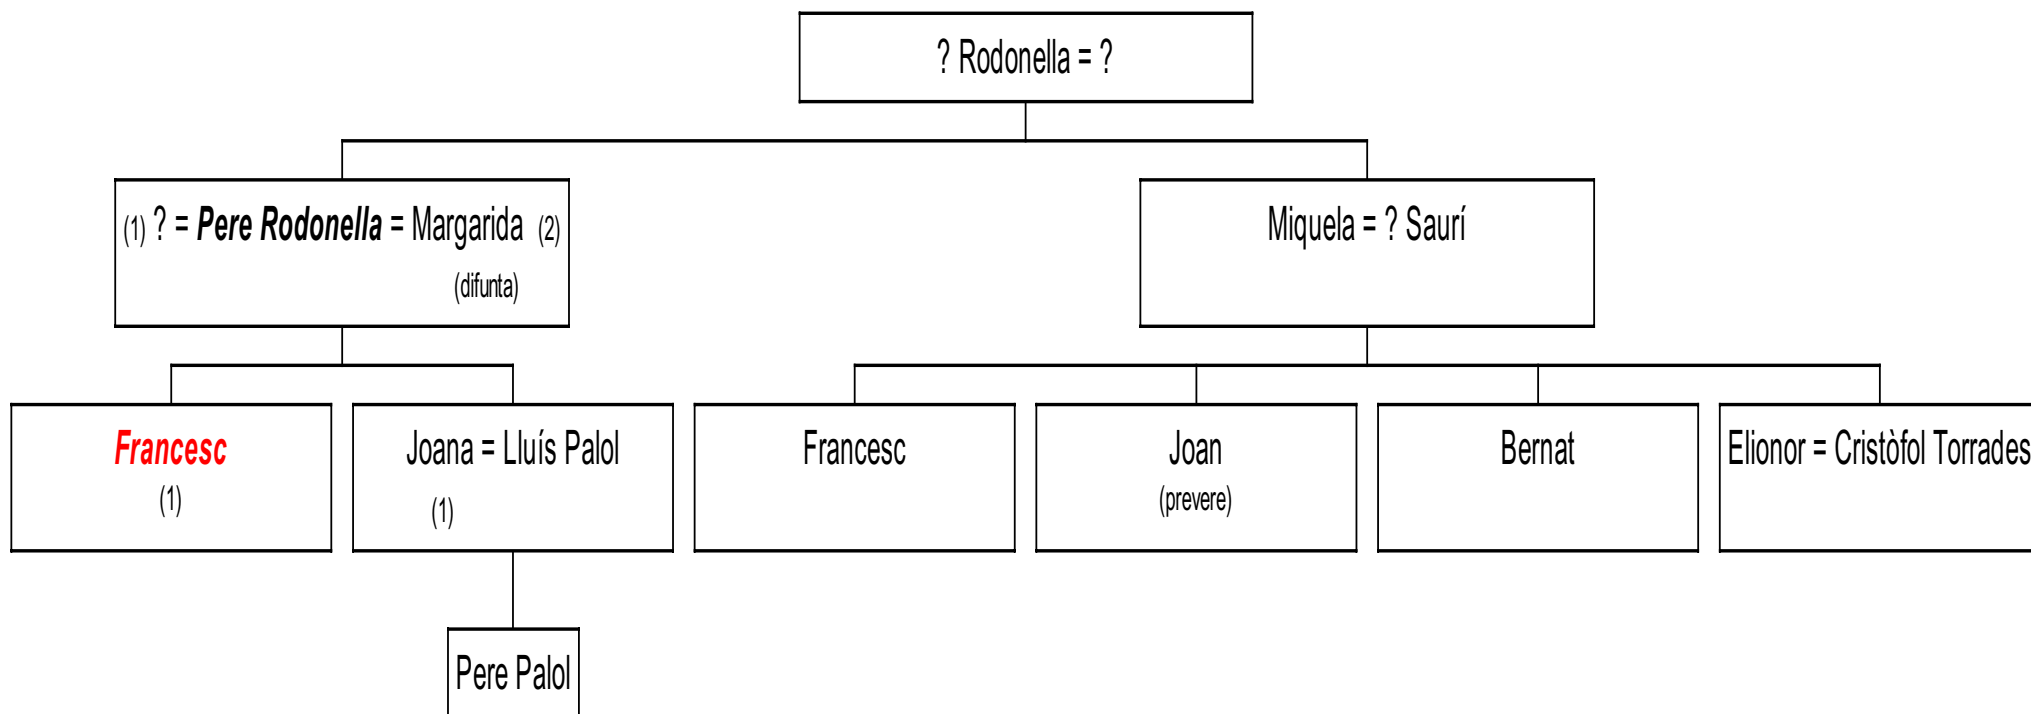 ? Rodonella = ?
(1) ? = Pere Rodonella = Margarida (2)
(difunta)
Miquela = ? Saurí
Francesc
(1)
Joana = Lluís Palol
(1)
Francesc
Joan
(prevere)
Bernat
Elionor = Cristòfol Torrades
Pere Palol